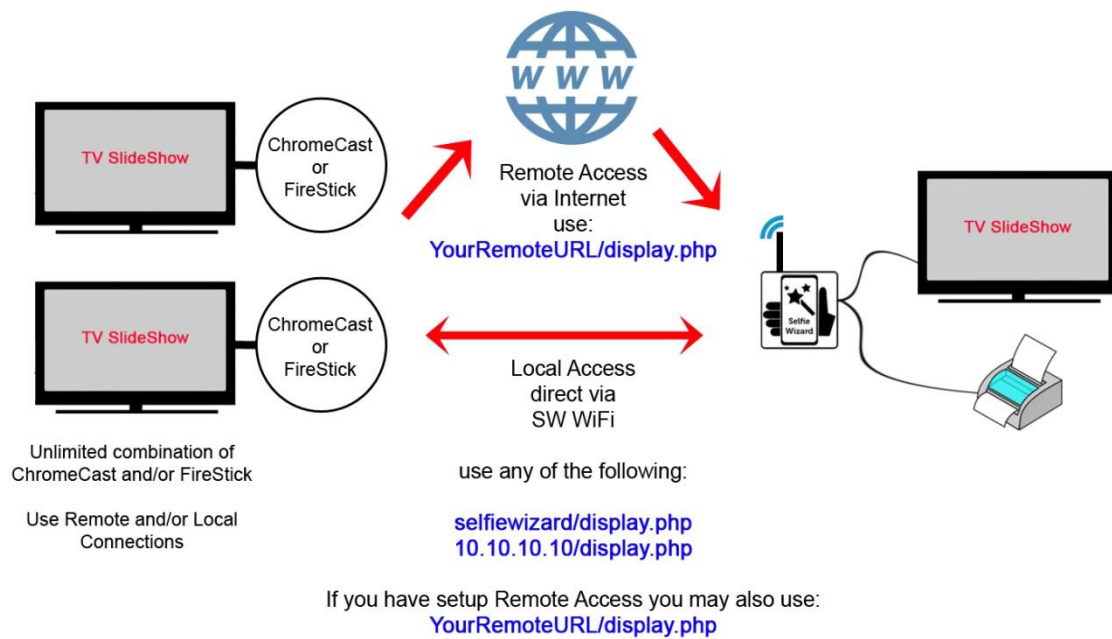 W W W
TV SlideShow
ChromeCast
or
FireStick
Remote Access
via Internet
use:
YourRemoteURL/display.php
TV SlideShow
Selfie
Wizard
TV SlideShow
ChromeCast
or
FireStick
Local Access
direct via
SW WiFi
Unlimited combination of
ChromeCast and/or FireStick
Use Remote and/or Local
Connections
use any of the following:
selfiewizard/display.php
10.10.10.10/display.php
If you have setup Remote Access you may also use:
YourRemoteURL/display.php